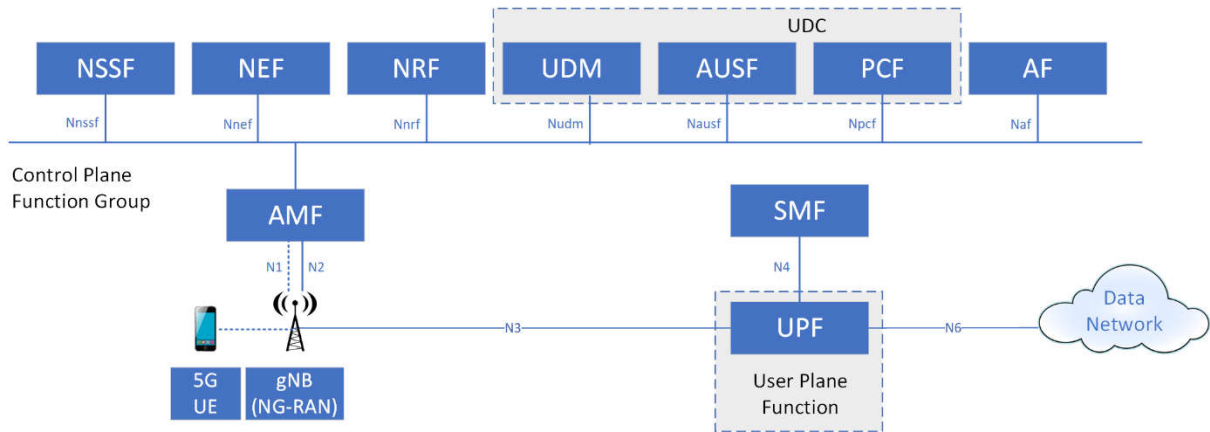 UDC
NSSF
NEF
NRF
UDM
AUSF
PCF
AF
Nnssf
Nnef
Nnrf
Nudm
Nausf
Npcf
Naf
Control Plane
Function Group
AMF
SMF
N1
N2
N4
N3
UPF
N6
Data
Network
5G
UE
gNB
(NG-RAN)
User Plane
Function